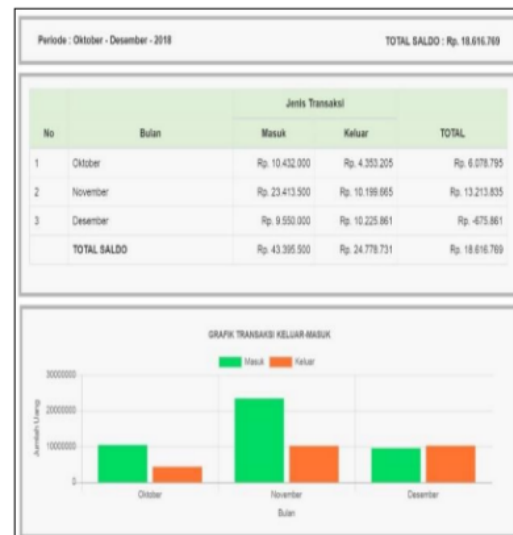 Periode : Oktober - Desember - 2018 TOTAL SALDO : Rp. 18.616.769
Jenis Transaksi
No Bulan Masuk Keluar TOTAL
1 Oktober Rp. 10.432.000 Rp. 4.353.205 Rp. 6.078.795
2 November Rp. 23.413.500 Rp. 10.199.665 Rp. 13.213.835
3 Desember Rp. 9.550.000 Rp. 10.225.861 Rp. -675.861
TOTAL SALDO Rp. 43.395.500 Rp. 24.778.731 Rp. 18.616.769
GRAFIK TRANSAKSI KELUAR-MASUK
Masuk Keluar
Jumlah Uang
30000000
20000000
10000000
0
Oktober November Desember
Bulan